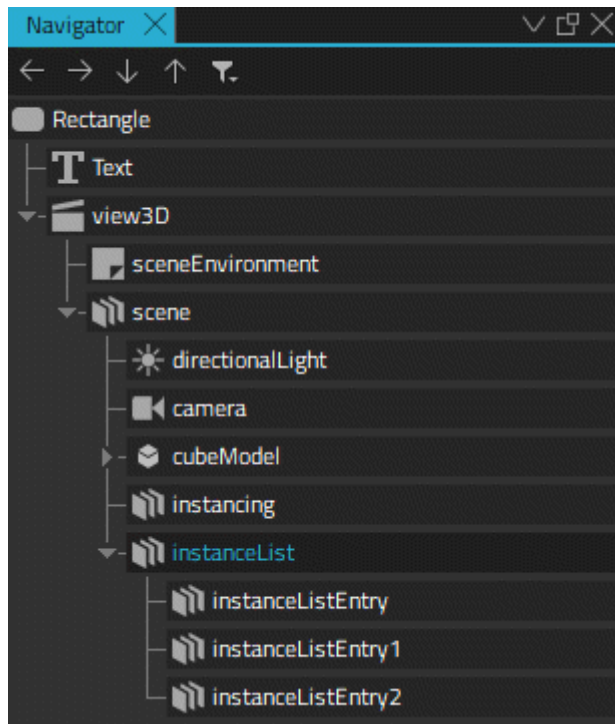 Navigator
Rectangle
Text
view3D
sceneEnvironment
scene
directionalLight
camera
cubeModel
instancing
instanceList
instanceListEntry
instanceListEntry1
instanceListEntry2